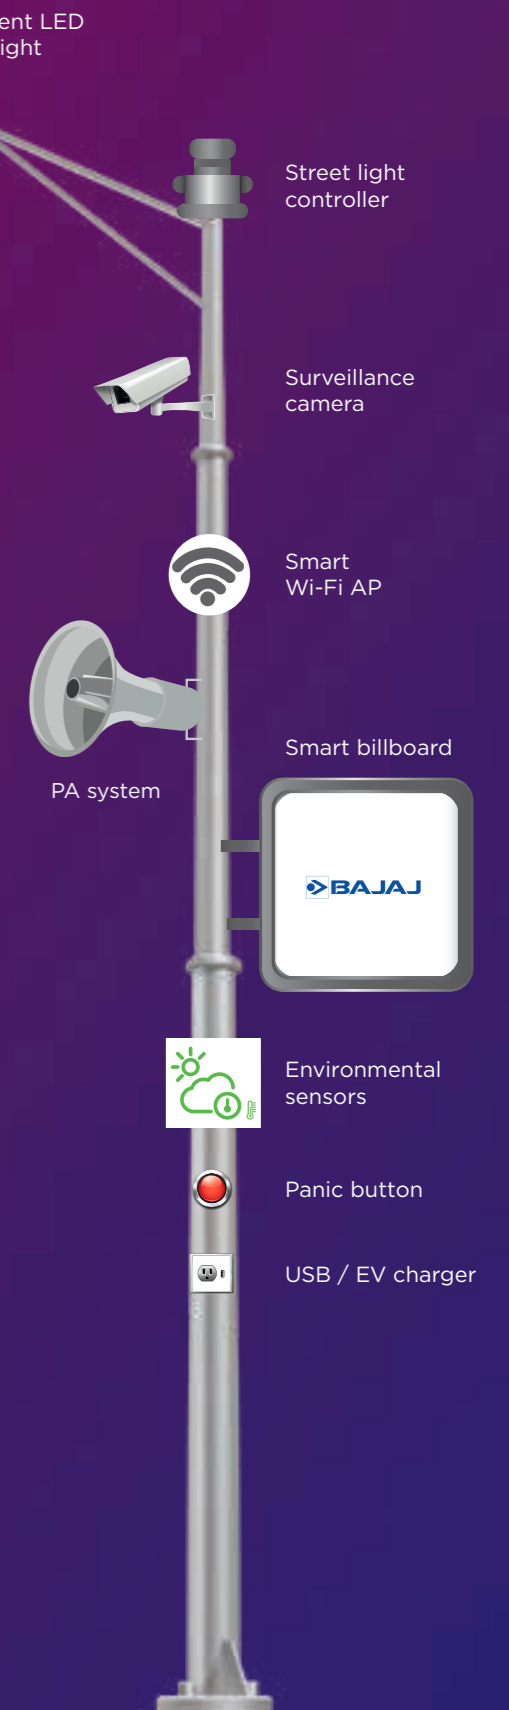 ent LED
ight
Street light
controller
Surveillance
camera
Smart
Wi-Fi AP
PA system
Smart billboard
BAJAJ
Environmental
sensors
Panic button
USB / EV charger